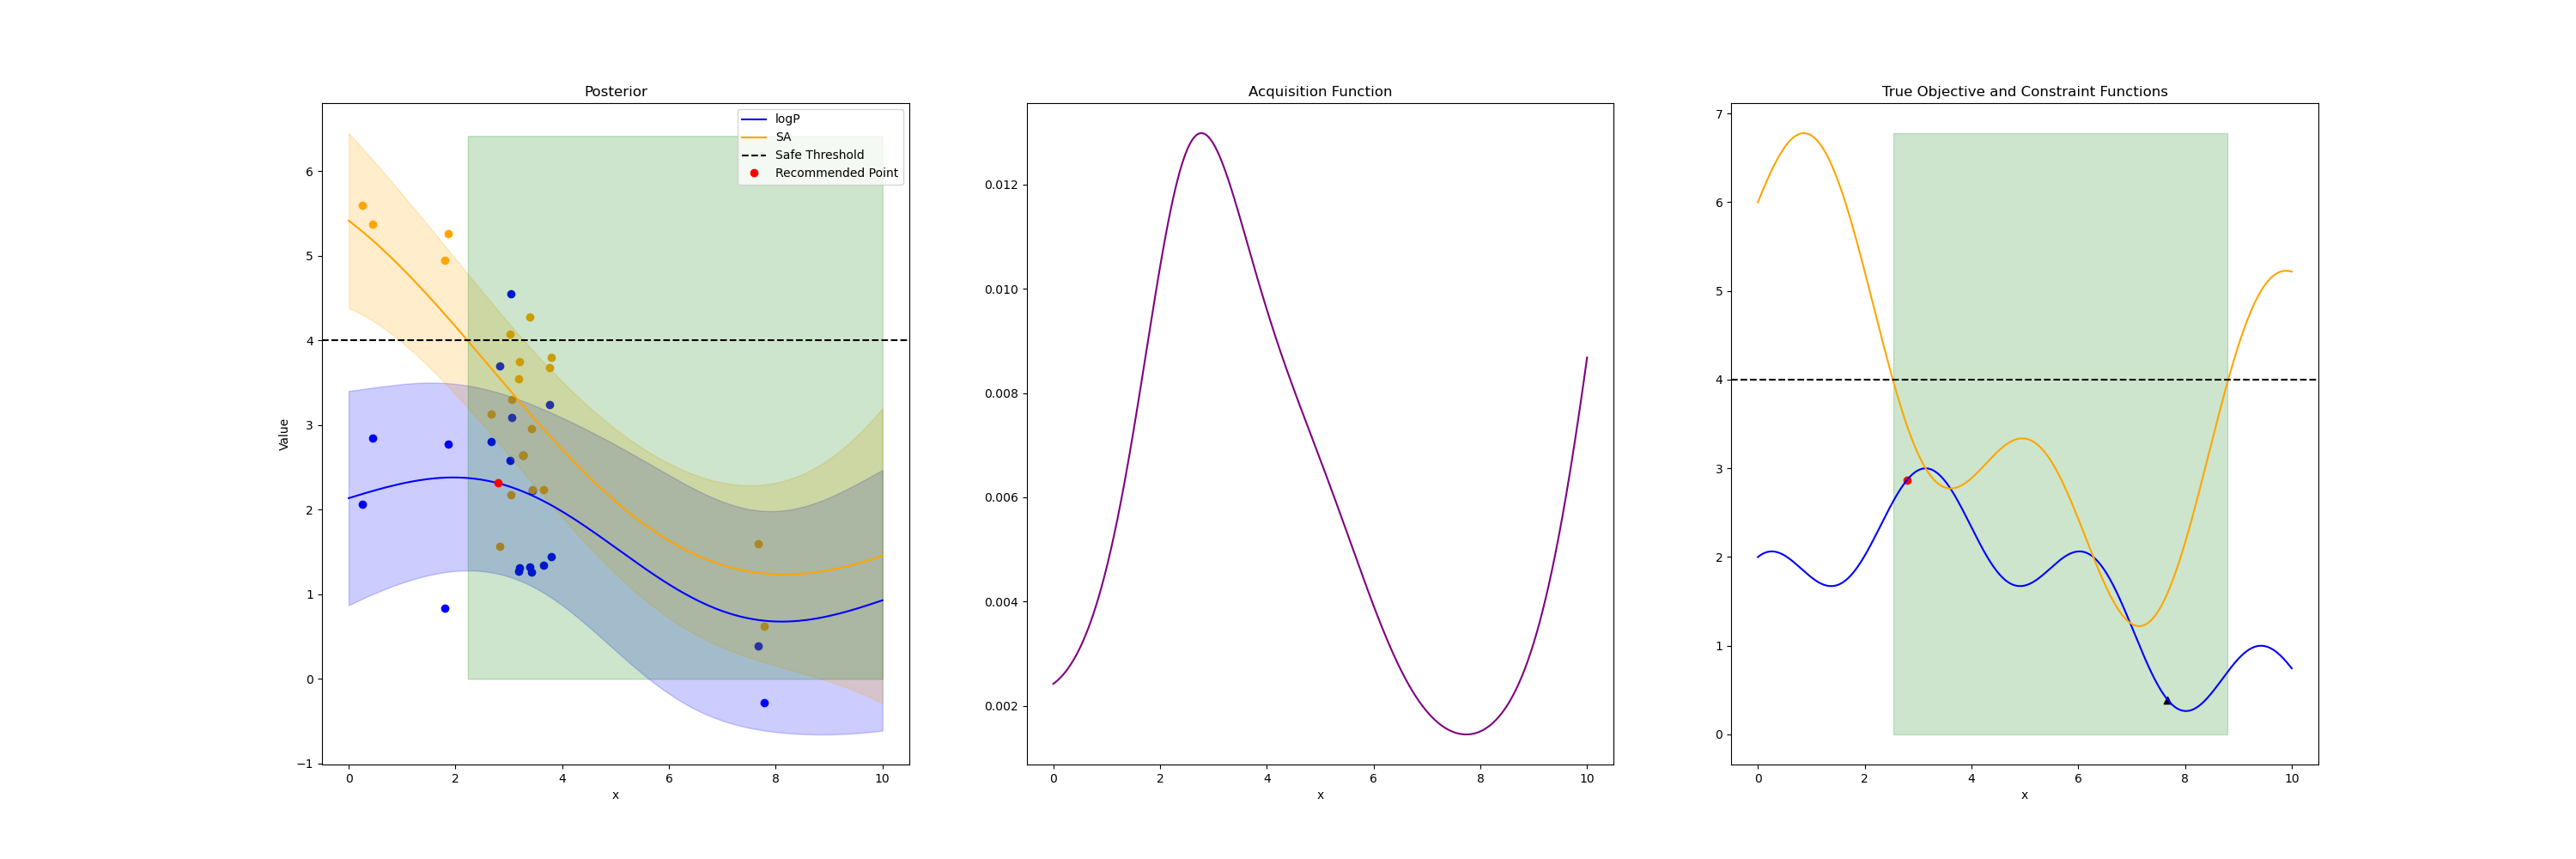 Posterior
logP
SA
Safe Threshold
Recommended Point
Value
6
5
4
3
2
1
0
−1
0 2 4 6 8 10
x
Acquisition Function
0.012
0.010
0.008
0.006
0.004
0.002
0 2 4 6 8 10
x
True Objective and Constraint Functions
7
6
5
4
3
2
1
0
0 2 4 6 8 10
x